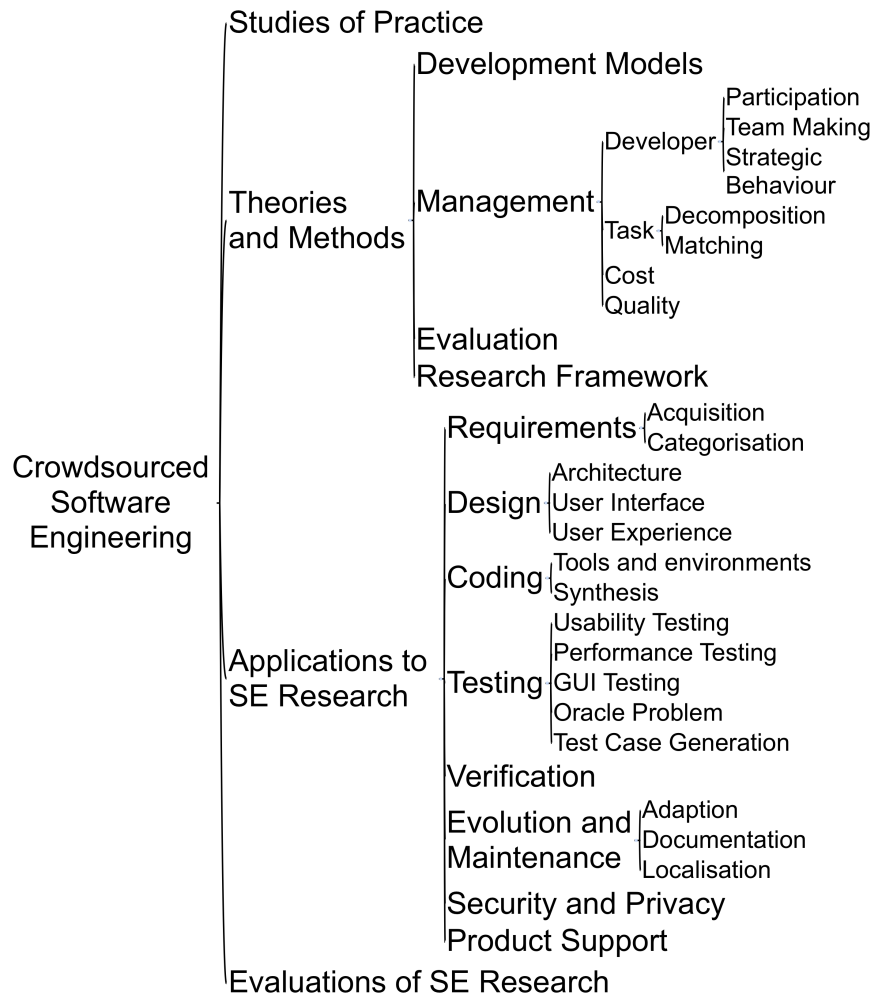 Studies of Practice
Development Models
Participation
Team Making
Developer
Strategic
Behaviour
Theories
and Methods
Management
Decomposition
Task
Matching
Cost
Quality
Evaluation
Research Framework
Acquisition
Requirements
Categorisation
Crowdsourced
Software
Engineering
Architecture
Design
User Interface
User Experience
Tools and environments
Coding
Synthesis
Usability Testing
Applications to
SE Research
Performance Testing
Testing
GUI Testing
Oracle Problem
Test Case Generation
Verification
Adaption
Evolution and
Maintenance
Documentation
Localisation
Security and Privacy
Product Support
Evaluations of SE Research